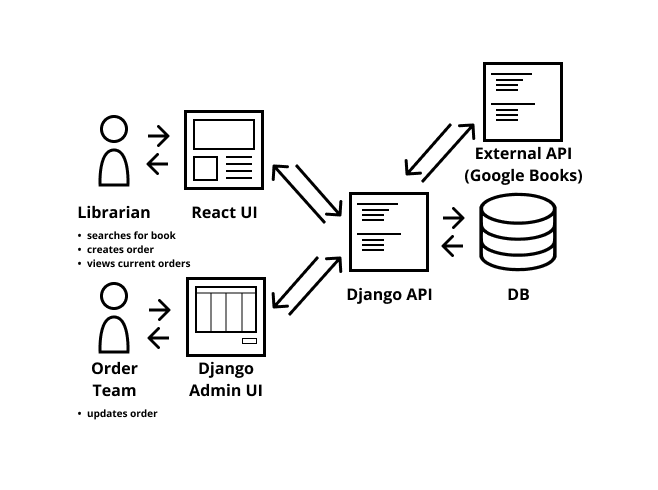 External API
(Google Books)
Librarian
React UI
• searches for book
• creates order
• views current orders
Django API
DB
Order
Team
Django
Admin UI
• updates order